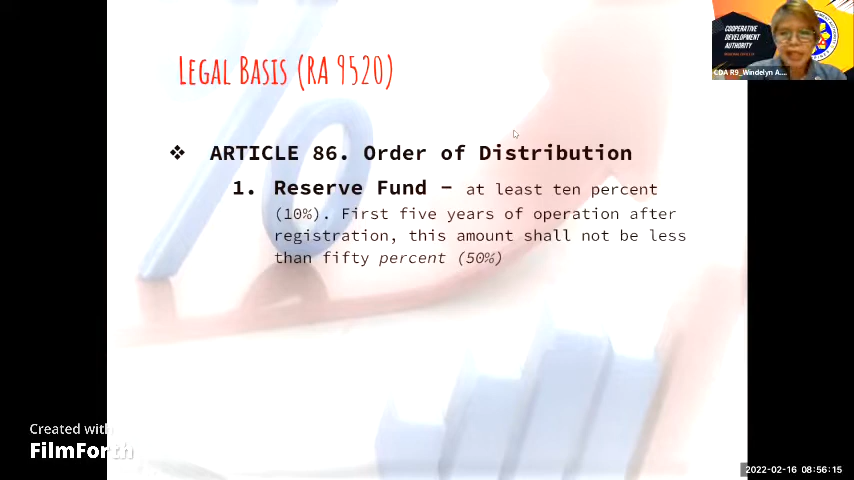 LEGAL BASIS (RA 9520)
❖ ARTICLE 86. Order of Distribution
1. Reserve Fund – at least ten percent
(10%). First five years of operation after
registration, this amount shall not be less
than fifty percent (50%)
COOPERATIVE
DEVELOPMENT
AUTHORITY
CDA R9_Windelyn A....
Created with
FilmForth
2022-02-16 08:56:15